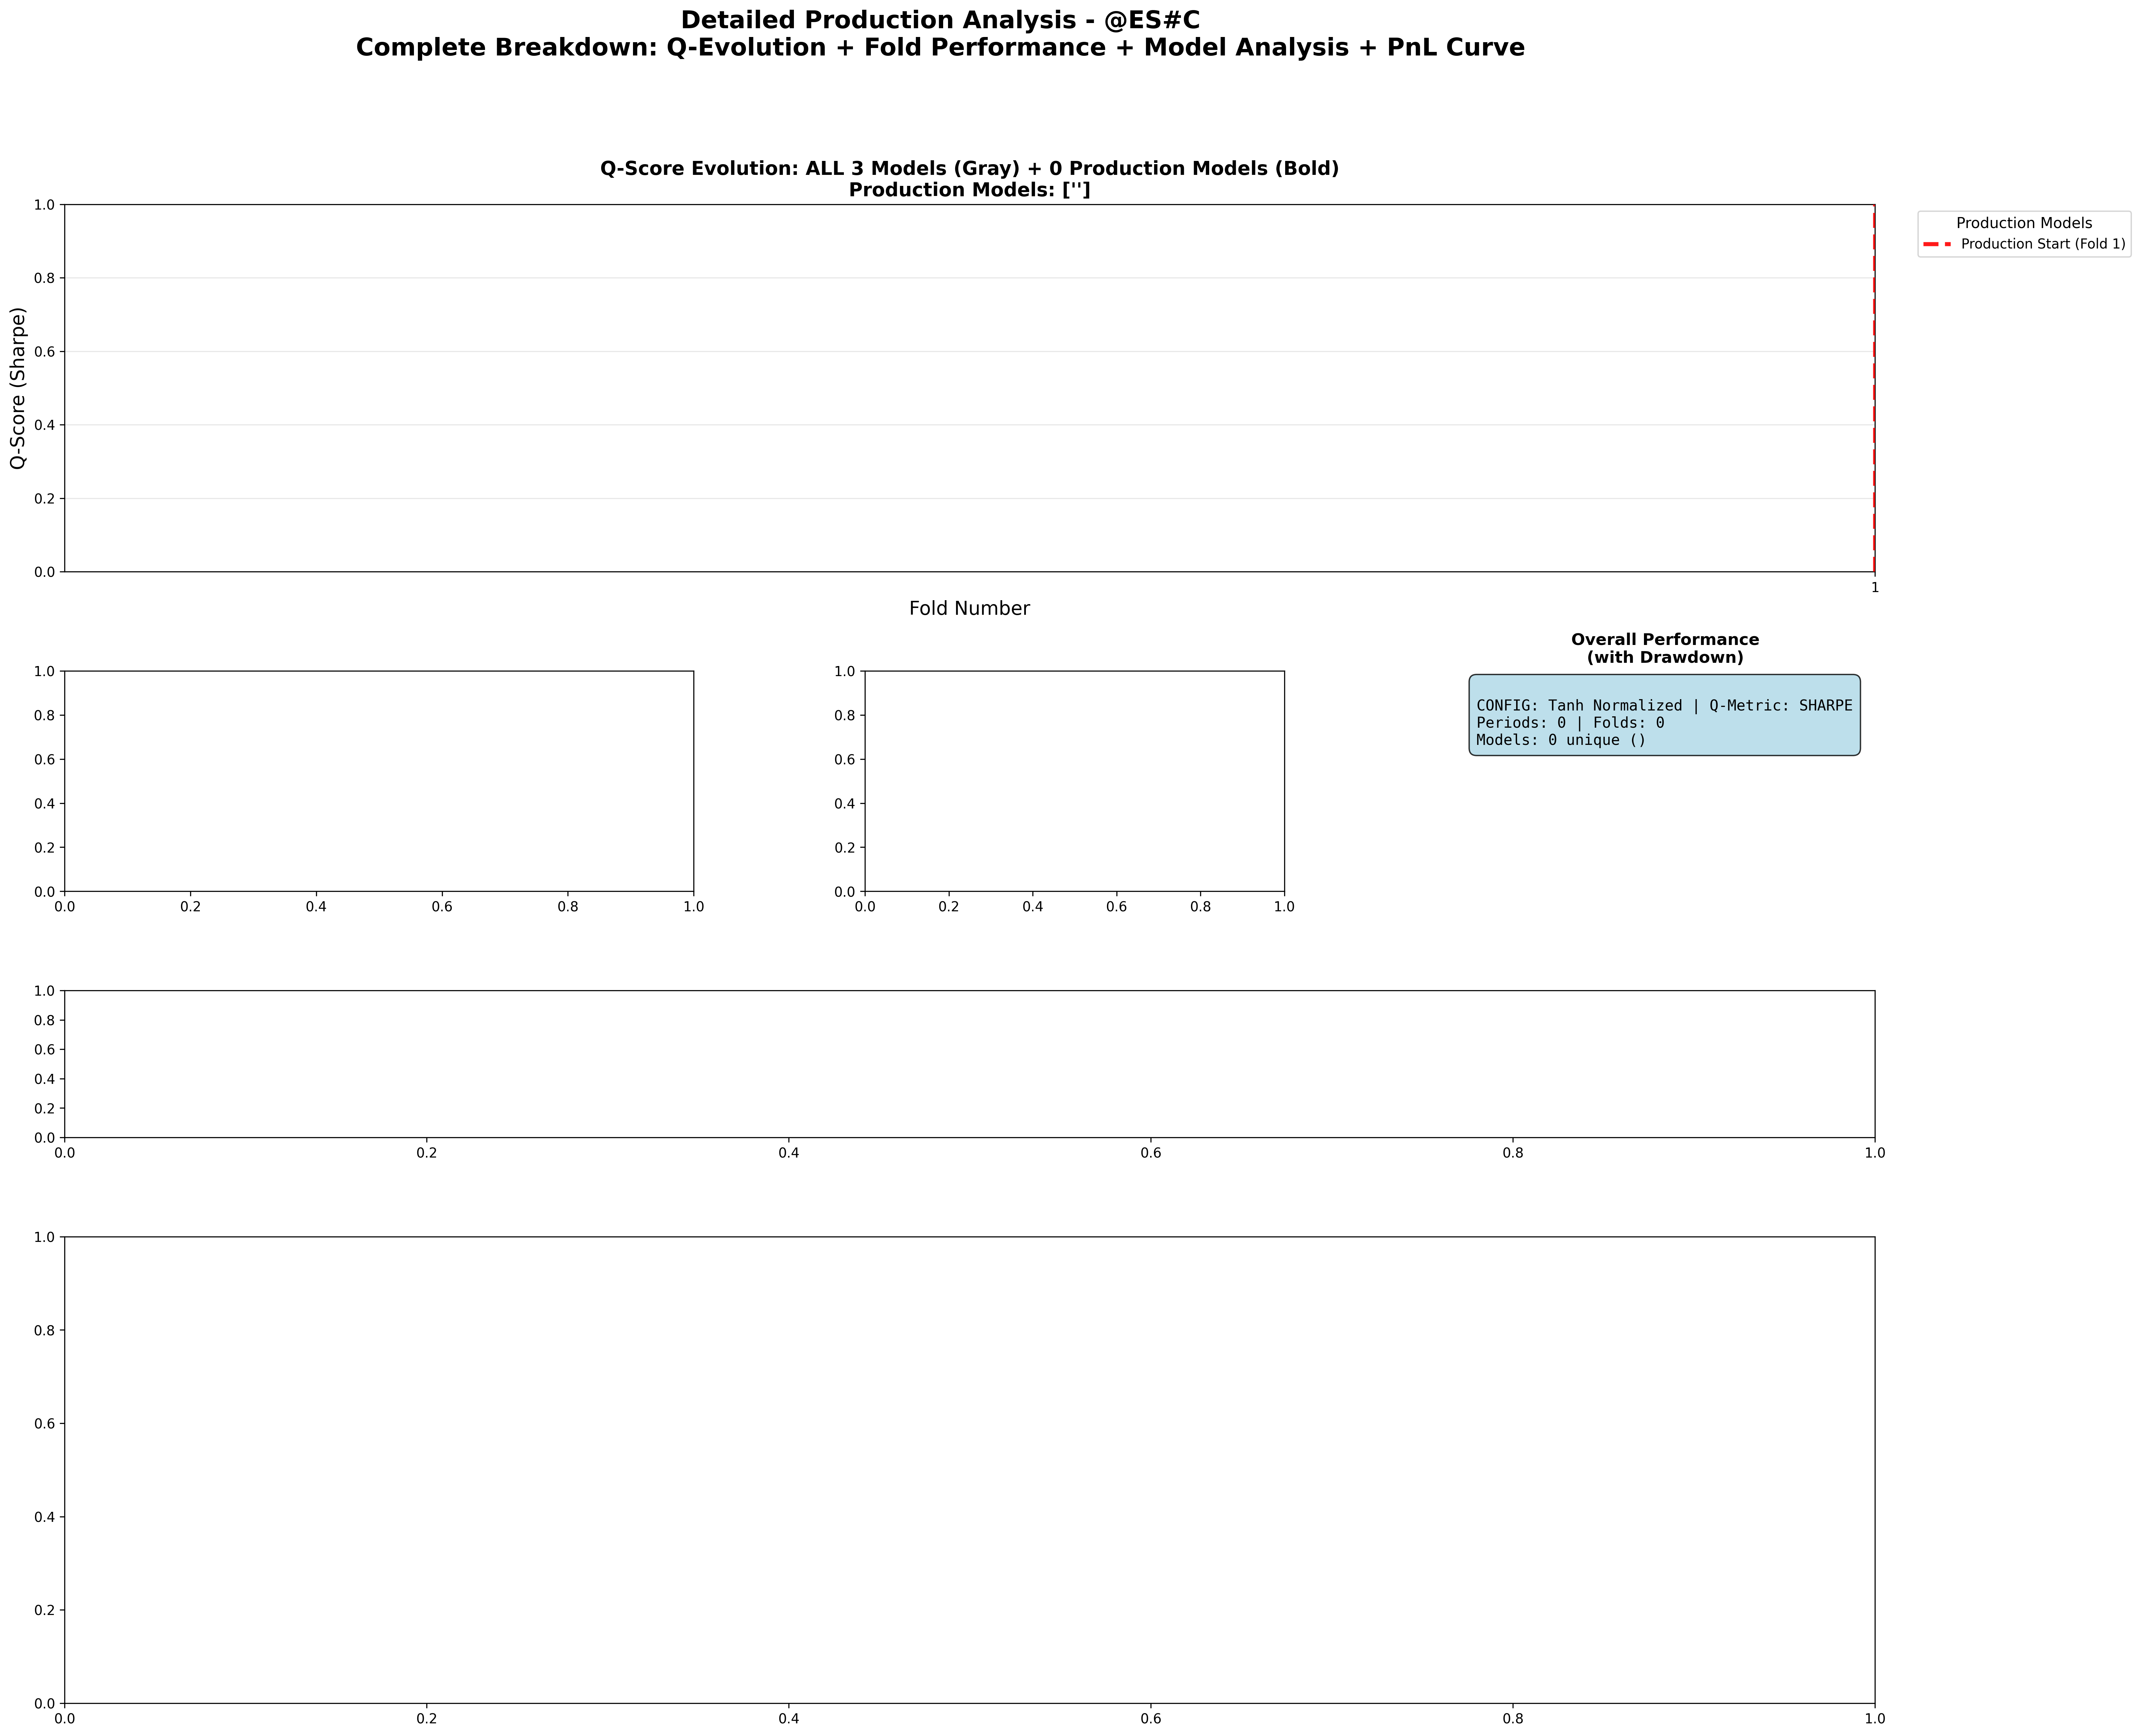 Detailed Production Analysis - @ES#C
Complete Breakdown: Q-Evolution + Fold Performance + Model Analysis + PnL Curve
Q-Score Evolution: ALL 3 Models (Gray) + 0 Production Models (Bold)
Production Models: ['']
Q-Score (Sharpe)
1.0
0.8
0.6
0.4
0.2
0.0
1
Fold Number
Production Models
Production Start (Fold 1)
1.0
0.8
0.6
0.4
0.2
0.0
0.0 0.2 0.4 0.6 0.8 1.0
1.0
0.8
0.6
0.4
0.2
0.0
0.0 0.2 0.4 0.6 0.8 1.0
Overall Performance
(with Drawdown)
CONFIG: Tanh Normalized | Q-Metric: SHARPE
Periods: 0 | Folds: 0
Models: 0 unique ()
1.0
0.8
0.6
0.4
0.2
0.0
0.0 0.2 0.4 0.6 0.8 1.0
1.0
0.8
0.6
0.4
0.2
0.0
0.0 0.2 0.4 0.6 0.8 1.0